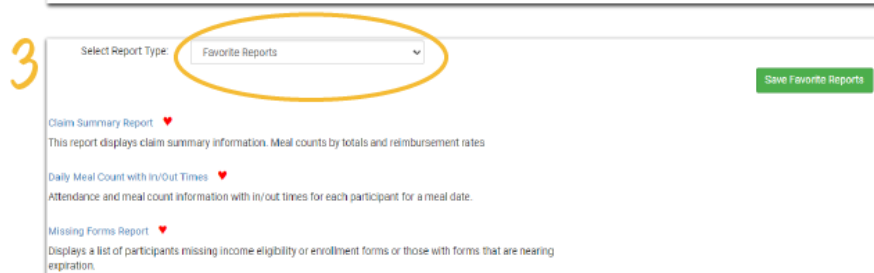 3
Select Report Type: Favorite Reports
Save Favorite Reports
Claim Summary Report
This report displays claim summary information. Meal counts by totals and reimbursement rates
Daily Meal Count with In/Out Times
Attendance and meal count information with in/out times for each participant for a meal date.
Missing Forms Report
Displays a list of participants missing income eligibility or enrollment forms or those with forms that are nearing
expiration.